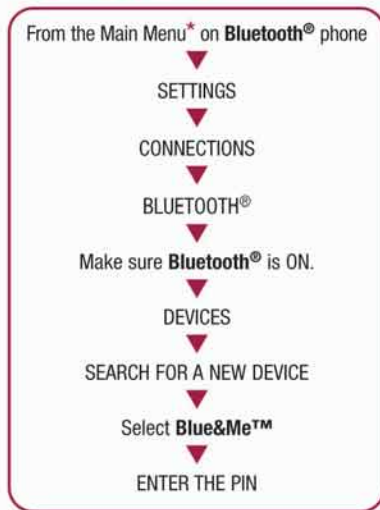 From the Main Menu* on Bluetooth® phone
SETTINGS
CONNECTIONS
BLUETOOTH®
Make sure Bluetooth® is ON.
DEVICES
SEARCH FOR A NEW DEVICE
Select Blue&Me™
ENTER THE PIN